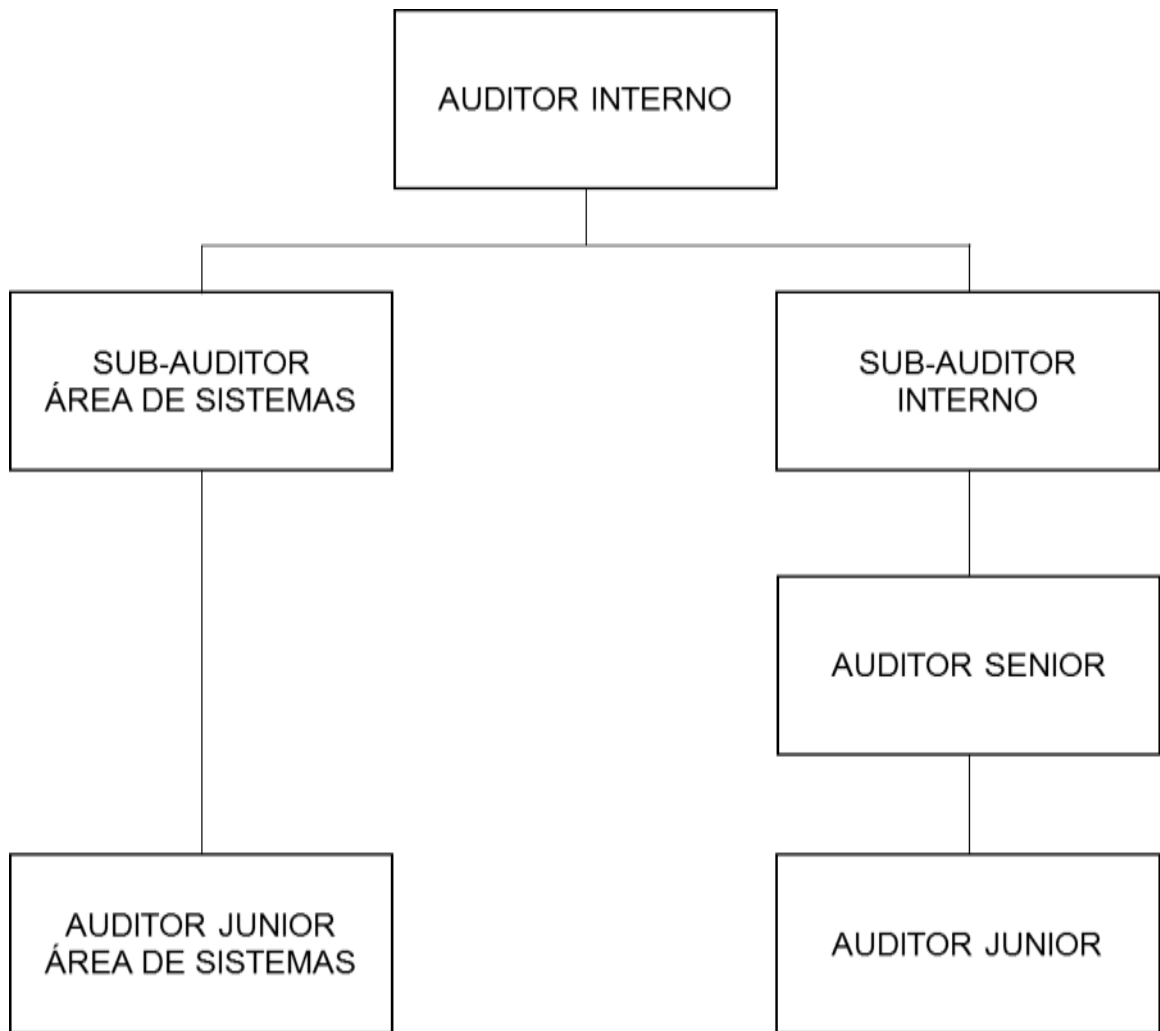 AUDITOR INTERNO
SUB-AUDITOR
ÁREA DE SISTEMAS
SUB-AUDITOR
INTERNO
AUDITOR SENIOR
AUDITOR JUNIOR
ÁREA DE SISTEMAS
AUDITOR JUNIOR